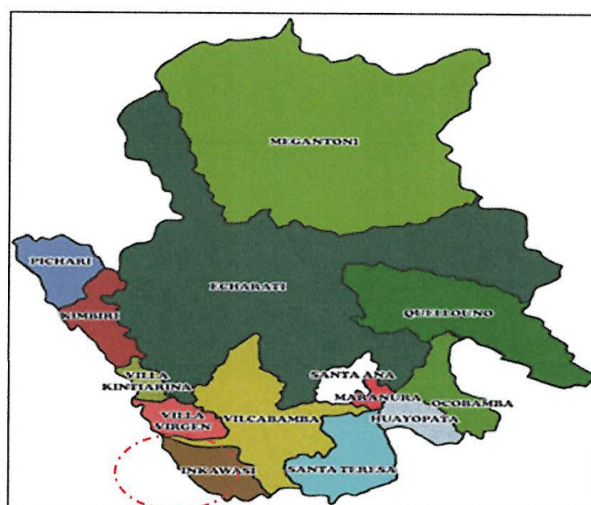 MEGANTONI
PICHARI
ECHARATI
KIMBIRI
QUELLOUNO
VILLA
KINTIARINA
SANTA ANA
MARANURA
OCOBAMBA
VILLA
VIRGEN
VILCABAMBA
HUAYOPATA
INKAWASI
SANTA TERESA